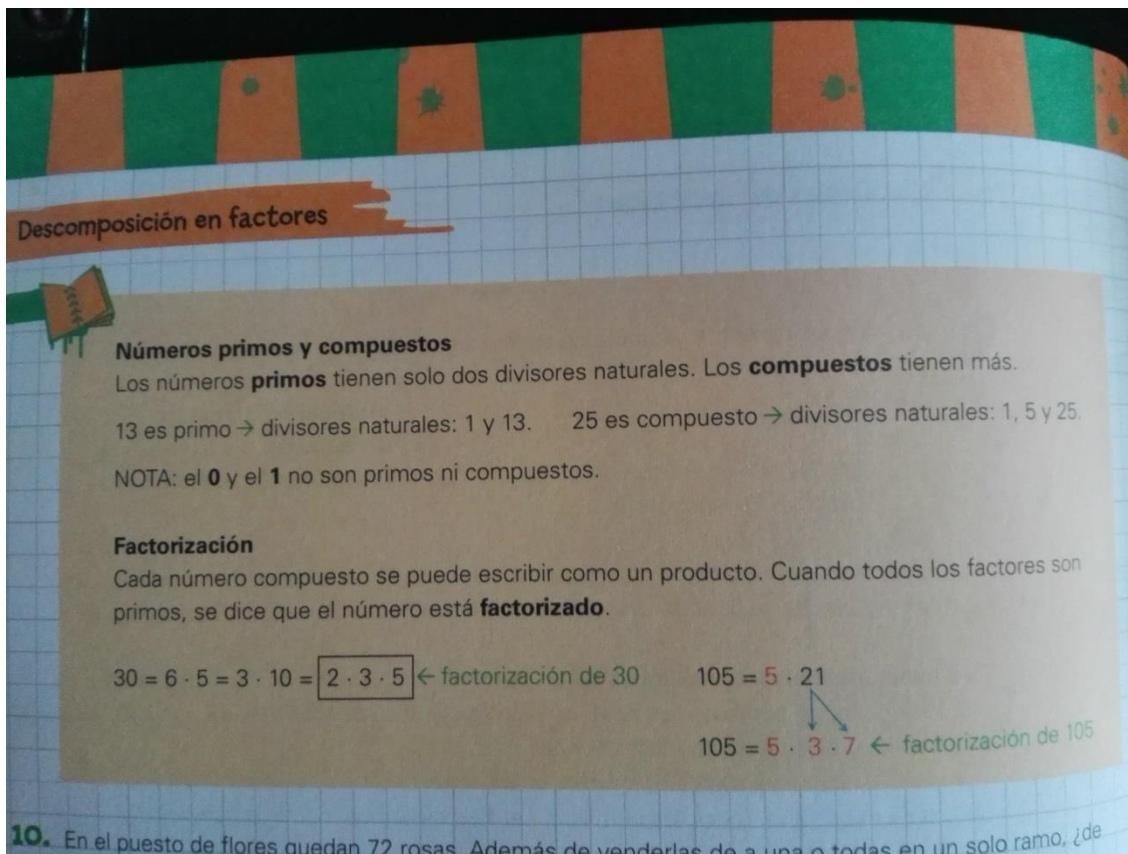 Descomposición en factores
Números primos y compuestos
Los números primos tienen solo dos divisores naturales. Los compuestos tienen más.
13 es primo → divisores naturales: 1 y 13. 25 es compuesto → divisores naturales: 1, 5 y 25.
NOTA: el 0 y el 1 no son primos ni compuestos.
Factorización
Cada número compuesto se puede escribir como un producto. Cuando todos los factores son
primos, se dice que el número está factorizado.
30 = 6 · 5 = 3 · 10 = 2 · 3 · 5 ← factorización de 30 105 = 5 · 21
105 = 5 · 3 · 7 ← factorización de 105
10. En el puesto de flores quedan 72 rosas. Además de venderlas de a una o todas en un solo ramo, ¿de